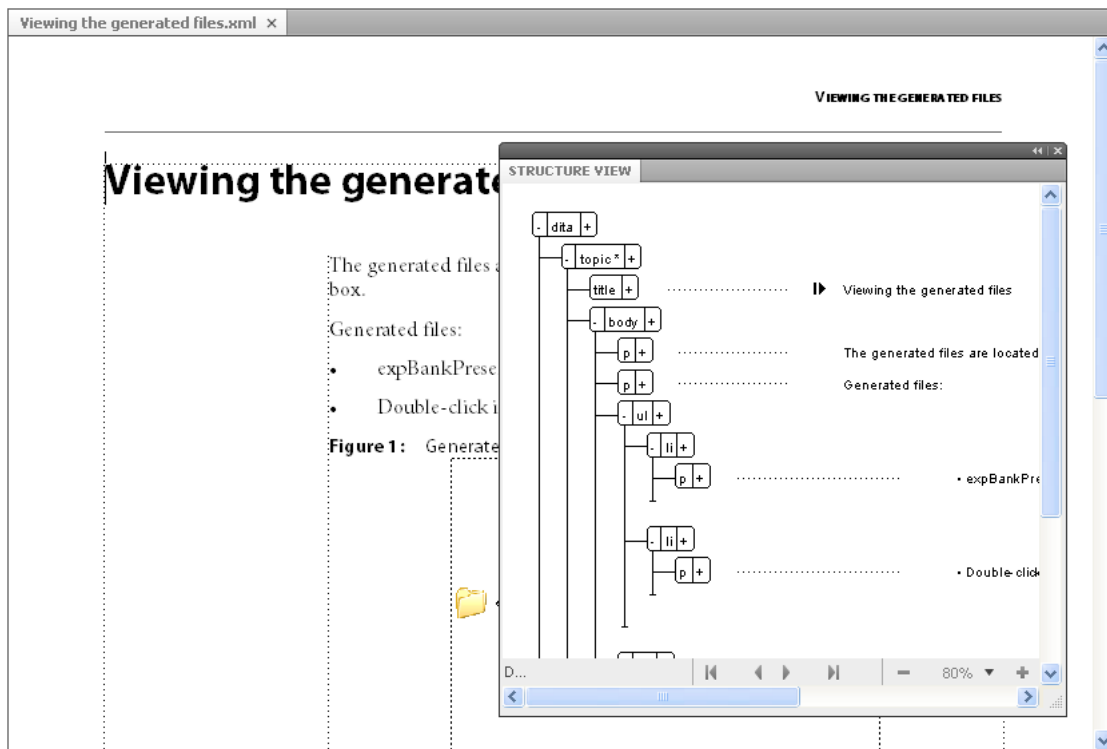 Viewing the generated files.xml ×
VIEWING THE GENERATED FILES
Viewing the generate
The generated files a
box.
Generated files:
• expBankPrese
• Double-click i
Figure 1: Generate
STRUCTURE VIEW
- dita +
- topic* +
title + Viewing the generated files
- body +
p + The generated files are located
p + Generated files:
- ul +
- li +
p + • expBankPre
- li +
p + • Double-click
D...
80%